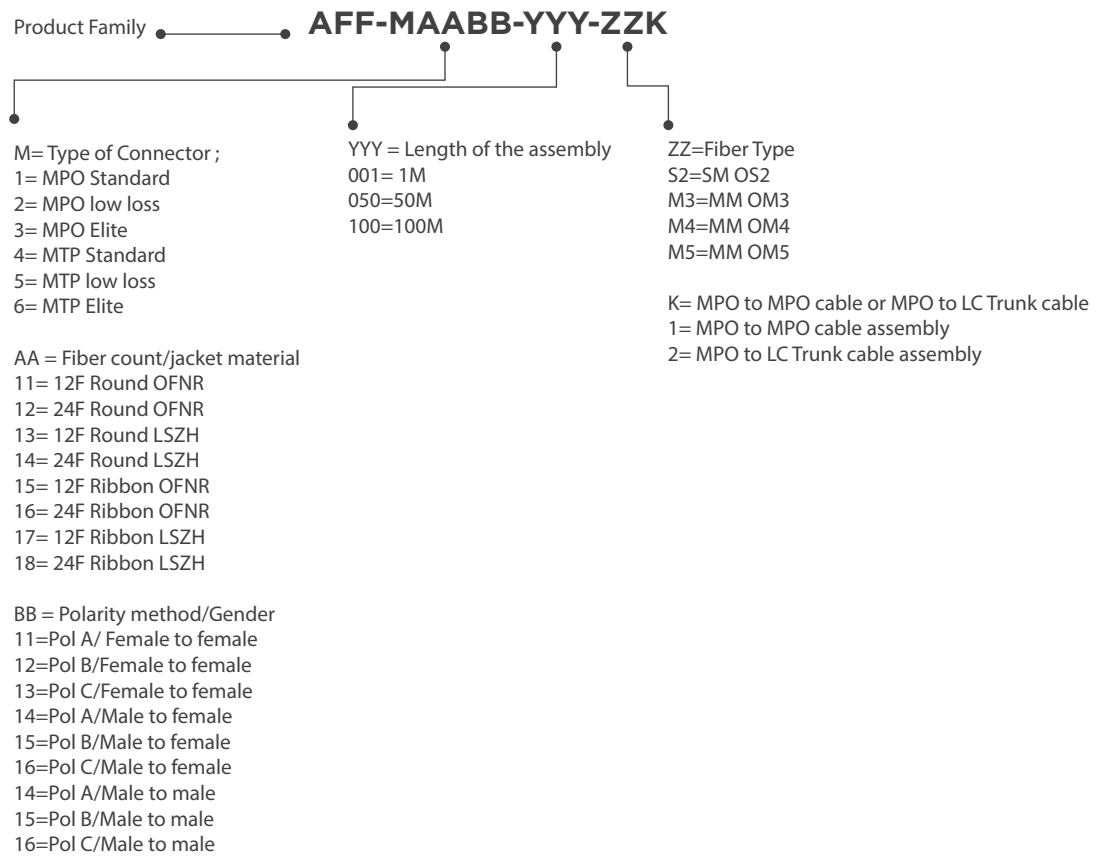 Product Family
AFF-MAABB-YYY-ZZK
M= Type of Connector ;
1= MPO Standard
2= MPO low loss
3= MPO Elite
4= MTP Standard
5= MTP low loss
6= MTP Elite
AA = Fiber count/jacket material
11= 12F Round OFNR
12= 24F Round OFNR
13= 12F Round LSZH
14= 24F Round LSZH
15= 12F Ribbon OFNR
16= 24F Ribbon OFNR
17= 12F Ribbon LSZH
18= 24F Ribbon LSZH
BB = Polarity method/Gender
11=Pol A/ Female to female
12=Pol B/Female to female
13=Pol C/Female to female
14=Pol A/Male to female
15=Pol B/Male to female
16=Pol C/Male to female
14=Pol A/Male to male
15=Pol B/Male to male
16=Pol C/Male to male
YYY = Length of the assembly
001= 1M
050=50M
100=100M
ZZ=Fiber Type
S2=SM OS2
M3=MM OM3
M4=MM OM4
M5=MM OM5
K= MPO to MPO cable or MPO to LC Trunk cable
1= MPO to MPO cable assembly
2= MPO to LC Trunk cable assembly